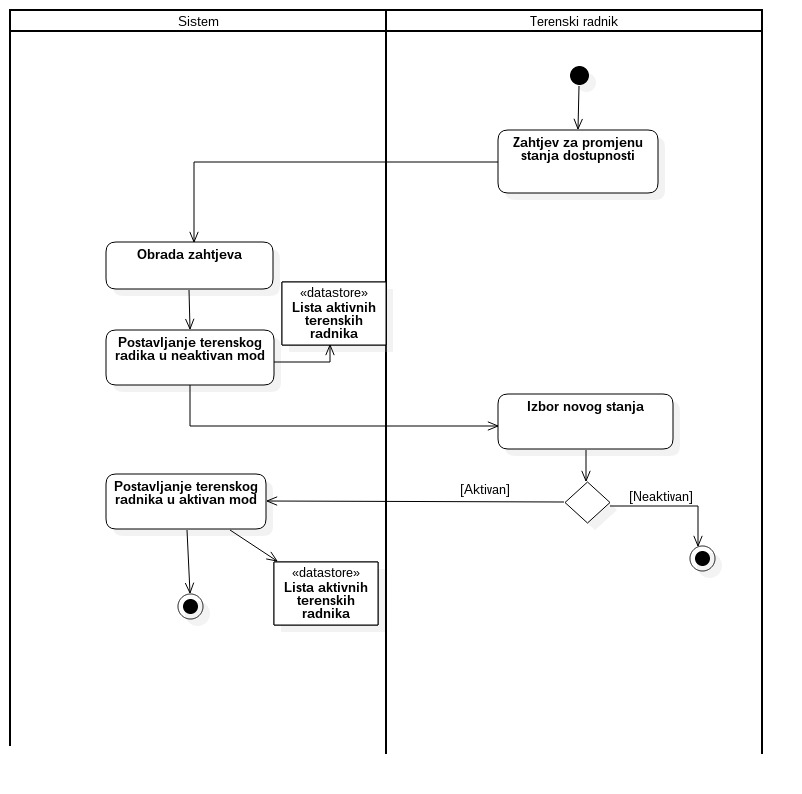 Sistem
Terenski radnik
Zahtjev za promjenu
stanja dostupnosti
Obrada zahtjeva
«datastore»
Lista aktivnih
terenskih
radnika
Postavljanje terenskog
radika u neaktivan mod
Izbor novog stanja
Postavljanje terenskog
radnika u aktivan mod
[Aktivan]
[Neaktivan]
«datastore»
Lista aktivnih
terenskih
radnika